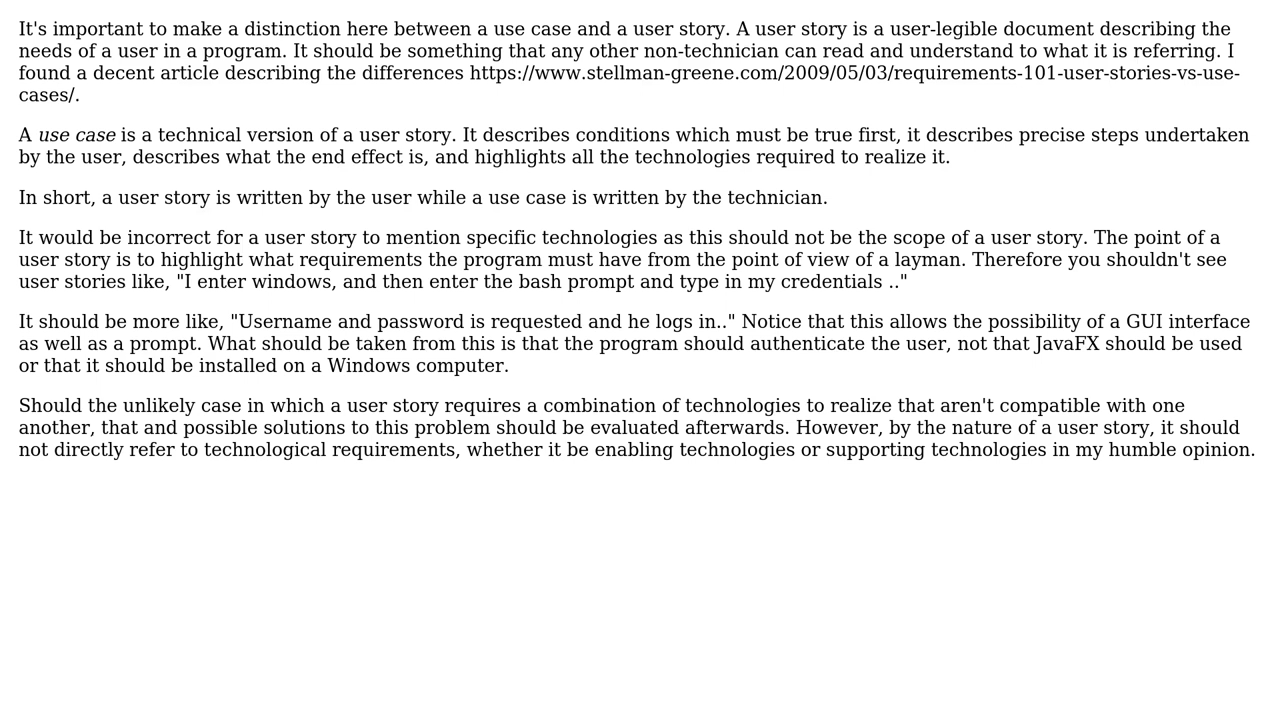 It's important to make a distinction here between a use case and a user story. A user story is a user-legible document describing the
needs of a user in a program. It should be something that any other non-technician can read and understand to what it is referring. I
found a decent article describing the differences https://www.stellman-greene.com/2009/05/03/requirements-101-user-stories-vs-use-
cases/.
A use case is a technical version of a user story. It describes conditions which must be true first, it describes precise steps undertaken
by the user, describes what the end effect is, and highlights all the technologies required to realize it.
In short, a user story is written by the user while a use case is written by the technician.
It would be incorrect for a user story to mention specific technologies as this should not be the scope of a user story. The point of a
user story is to highlight what requirements the program must have from the point of view of a layman. Therefore you shouldn't see
user stories like, "I enter windows, and then enter the bash prompt and type in my credentials .."
It should be more like, "Username and password is requested and he logs in.." Notice that this allows the possibility of a GUI interface
as well as a prompt. What should be taken from this is that the program should authenticate the user, not that JavaFX should be used
or that it should be installed on a Windows computer.
Should the unlikely case in which a user story requires a combination of technologies to realize that aren't compatible with one
another, that and possible solutions to this problem should be evaluated afterwards. However, by the nature of a user story, it should
not directly refer to technological requirements, whether it be enabling technologies or supporting technologies in my humble opinion.